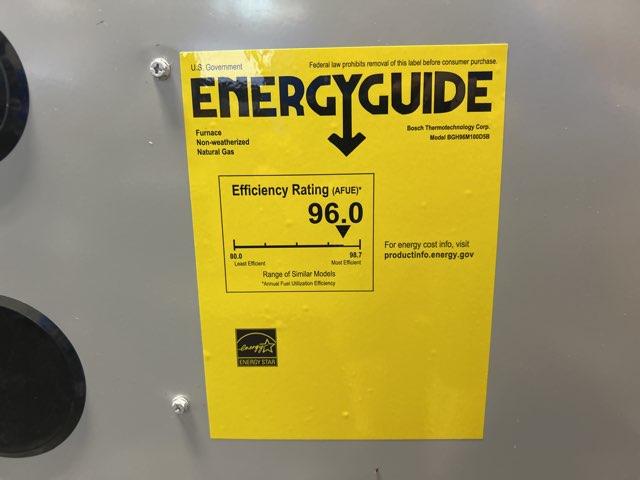 U.S. Government
Federal law prohibits removal of this label before consumer purchase.
ENERGYGUIDE
Furnace
Non-weatherized
Natural Gas
Bosch Thermotechnology Corp.
Model BGH96M100D5B
Efficiency Rating (AFUE)*
96.0
80.0
98.7
Least Efficient
Most Efficient
Range of Similar Models
*Annual Fuel Utilization Efficiency
For energy cost info, visit
productinfo.energy.gov
energy
ENERGY STAR